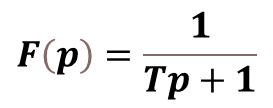 F(p) = 1 / (Tp + 1)